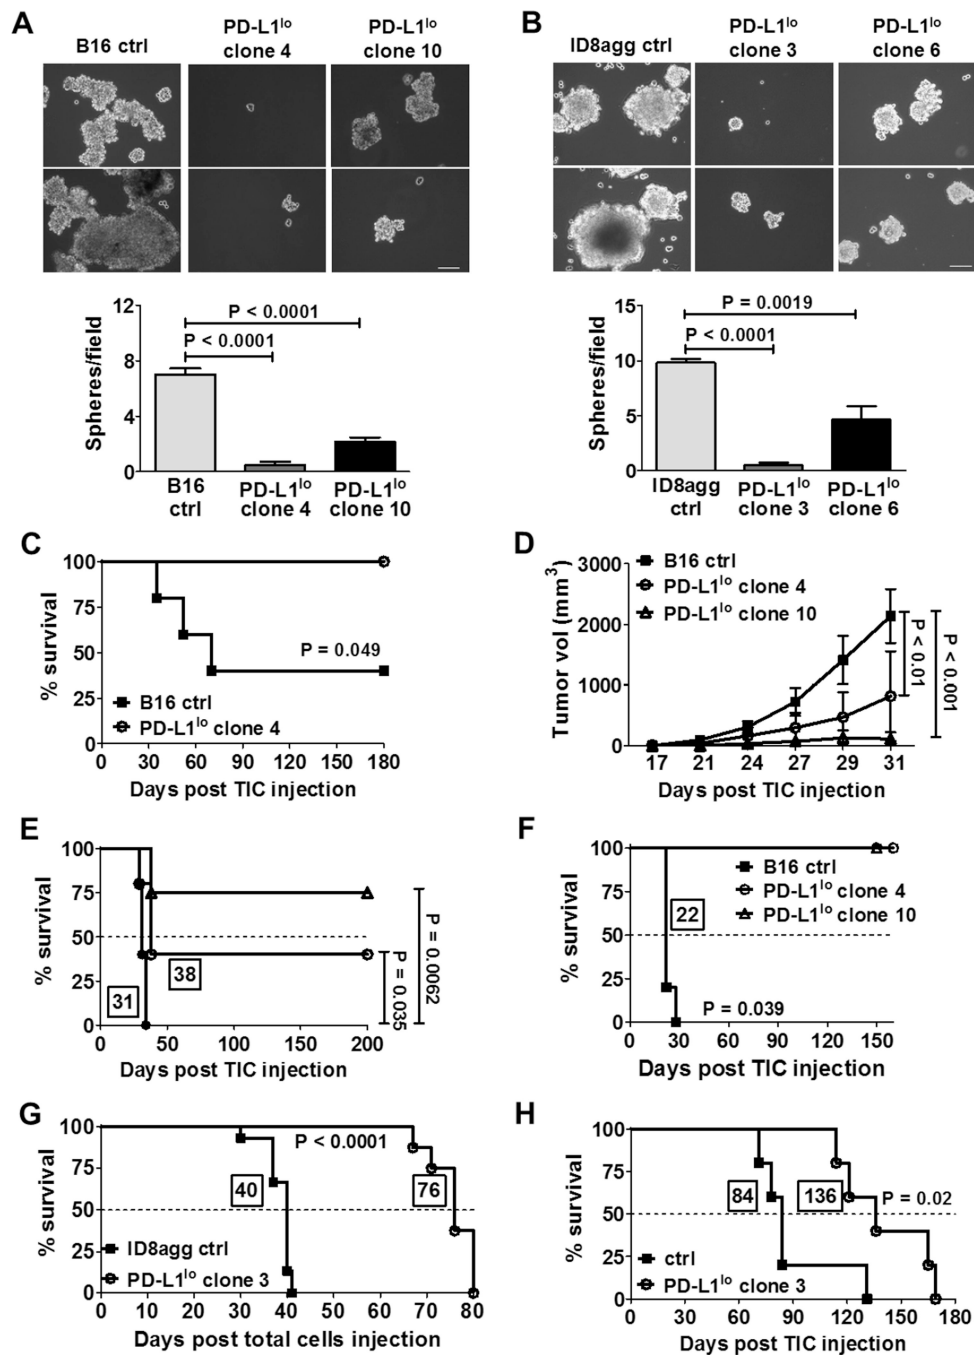 A
B16 ctrl
PD-L1lo
clone 4
PD-L1lo
clone 10
12
8
4
0
Spheres/field
P < 0.0001
P < 0.0001
B16
ctrl
PD-L1lo
clone 4
PD-L1lo
clone 10
B
ID8agg ctrl
PD-L1lo
clone 3
PD-L1lo
clone 6
15
10
5
0
Spheres/field
P = 0.0019
P < 0.0001
ID8agg
ctrl
PD-L1lo
clone 3
PD-L1lo
clone 6
C
100
75
50
25
0
% survival
P = 0.049
B16 ctrl
PD-L1lo clone 4
0 30 60 90 120 150 180
Days post TIC injection
D
3000
2000
1000
0
Tumor vol (mm3)
B16 ctrl
PD-L1lo clone 4
PD-L1lo clone 10
P < 0.01
P < 0.001
17 21 24 27 29 31
Days post TIC injection
E
100
75
50
25
0
% survival
31
38
P = 0.035
P = 0.0062
0 50 100 150 200
Days post TIC injection
F
100
75
50
25
0
% survival
B16 ctrl
PD-L1lo clone 4
PD-L1lo clone 10
22
P = 0.039
0 30 60 90 120 150
Days post TIC injection
G
100
75
50
25
0
% survival
P < 0.0001
40
76
ID8agg ctrl
PD-L1lo clone 3
0 10 20 30 40 50 60 70 80
Days post total cells injection
H
100
75
50
25
0
% survival
84
136
P = 0.02
ctrl
PD-L1lo clone 3
0 30 60 90 120 150 180
Days post TIC injection